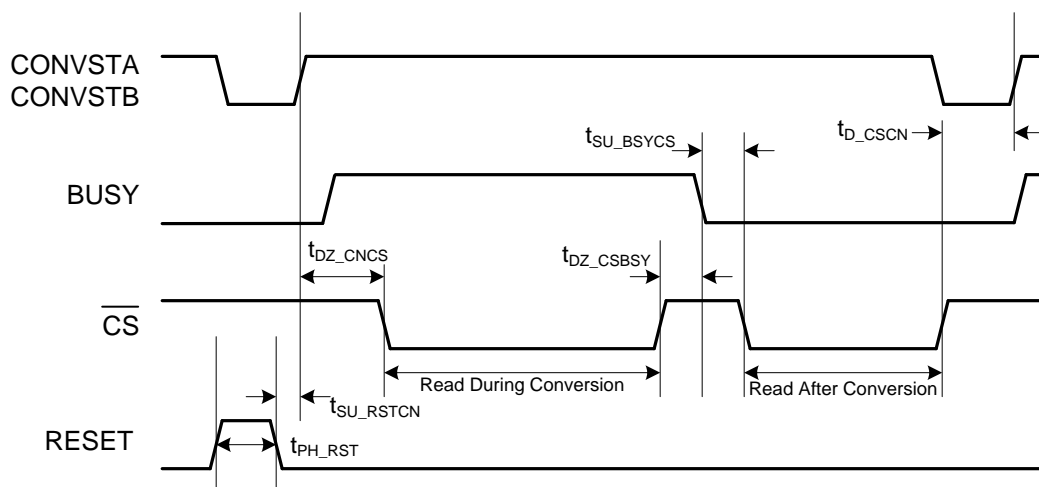 CONVSTA
CONVSTB
t_SU_BSYCS
t_D_CSCN
BUSY
t_DZ_CNCS
t_DZ_CSBSY
CS
Read During Conversion
Read After Conversion
t_SU_RSTCN
RESET
t_PH_RST